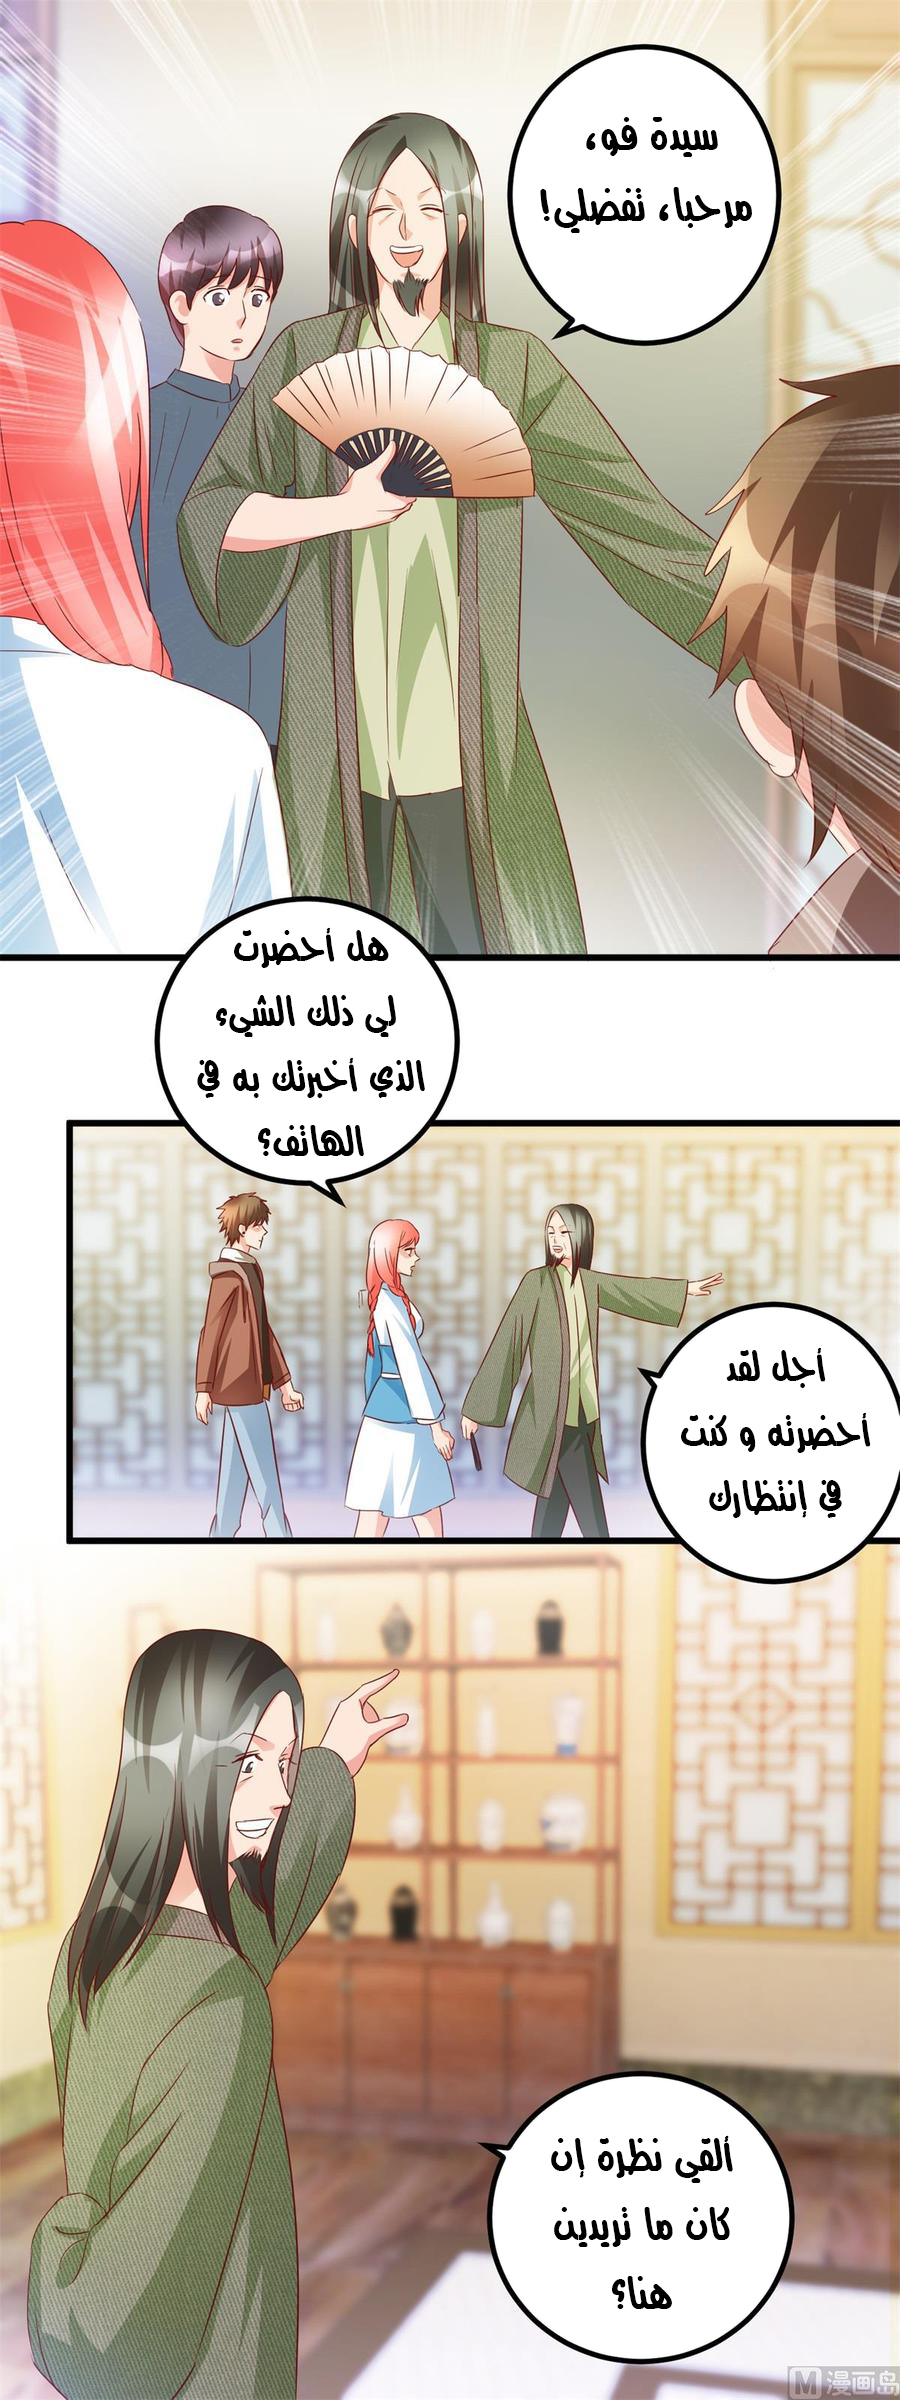 سيدة فو،
مرحبا، تفضلي!
هل أحضرت
لي ذلك الشيء
الذي أخبرتك به في
الهاتف؟
أجل لقد
أحضرته و كنت
في إنتظارك
ألقي نظرة إن
كان ما تريدين
هنا؟
M 漫画岛